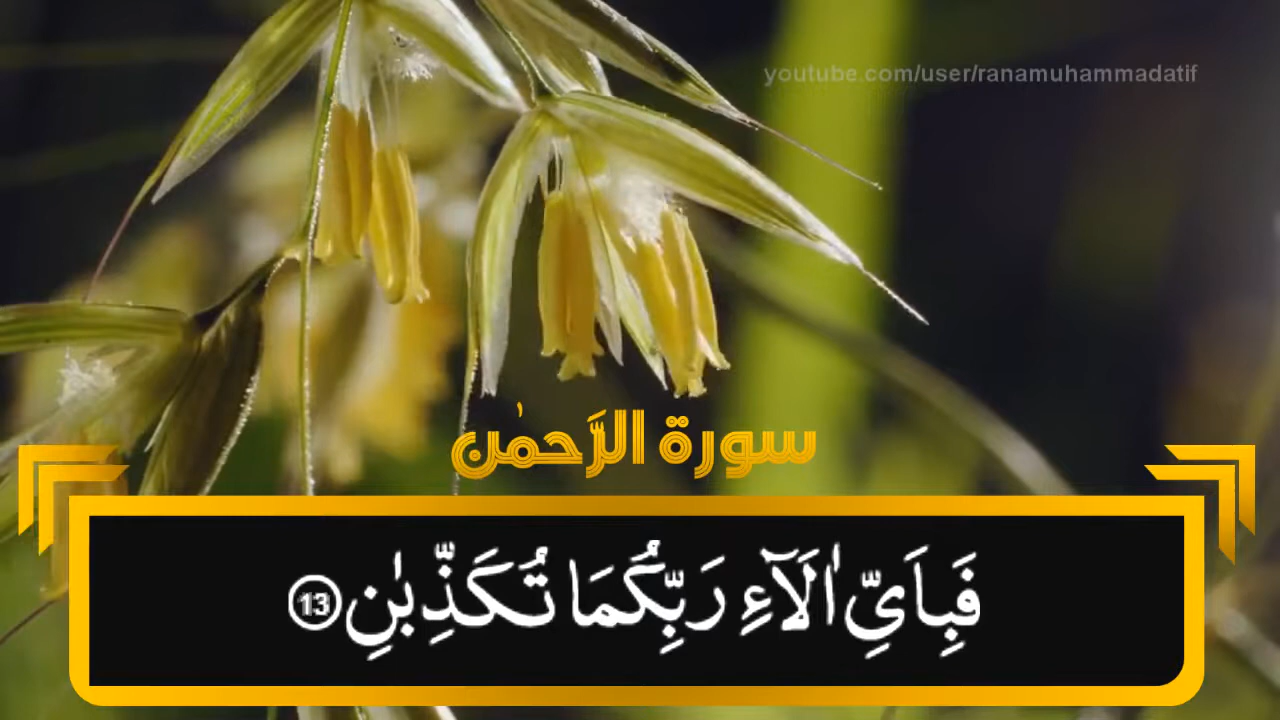 youtube.com/user/ranamuhammadatif
سورة الرَّحمٰن
فَبِاَيِّ اٰلَآءِ رَبِّكُمَا تُكَذِّبٰنِ ⑬